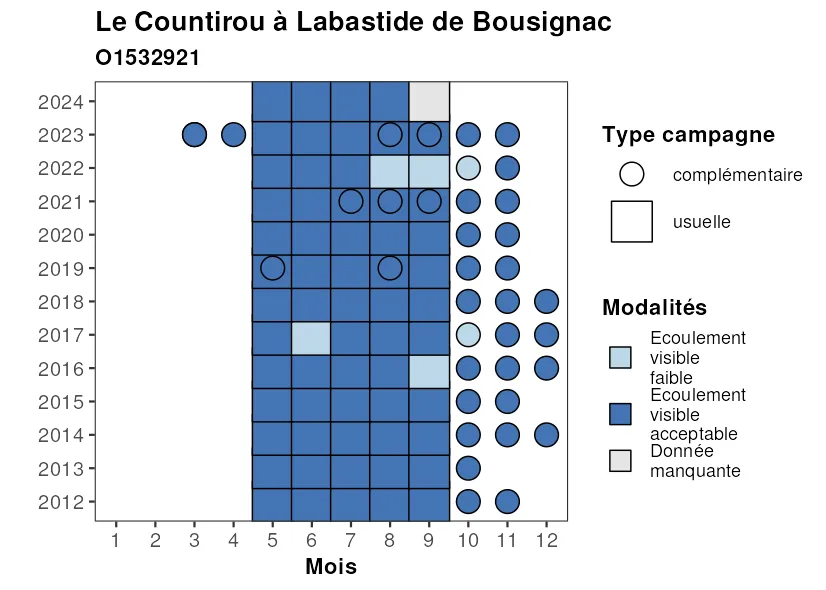 Le Countirou à Labastide de Bousignac
O1532921
2024
2023
2022
2021
2020
2019
2018
2017
2016
2015
2014
2013
2012
1 2 3 4 5 6 7 8 9 10 11 12
Mois
Type campagne
complémentaire
usuelle
Modalités
Ecoulement
visible
faible
Ecoulement
visible
acceptable
Donnée
manquante